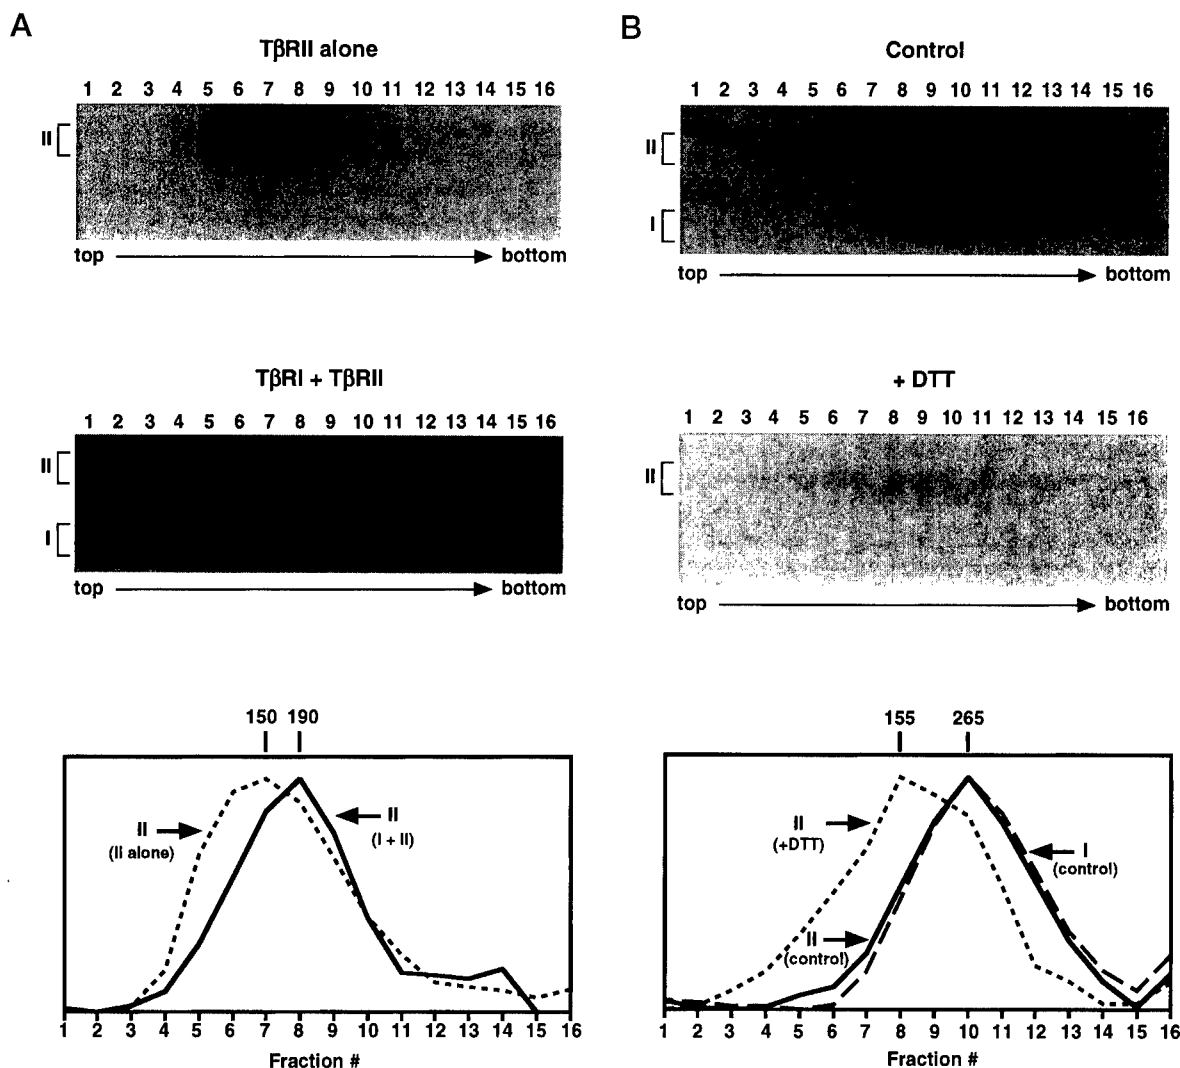 A
TβRII alone
1 2 3 4 5 6 7 8 9 10 11 12 13 14 15 16
II
top bottom
TβRI + TβRII
1 2 3 4 5 6 7 8 9 10 11 12 13 14 15 16
II
I
top bottom
150 190
II
(II alone)
II
(I + II)
1 2 3 4 5 6 7 8 9 10 11 12 13 14 15 16
Fraction #
B
Control
1 2 3 4 5 6 7 8 9 10 11 12 13 14 15 16
II
I
top bottom
+ DTT
1 2 3 4 5 6 7 8 9 10 11 12 13 14 15 16
II
top bottom
155 265
II
(+DTT)
I
(control)
II
(control)
1 2 3 4 5 6 7 8 9 10 11 12 13 14 15 16
Fraction #